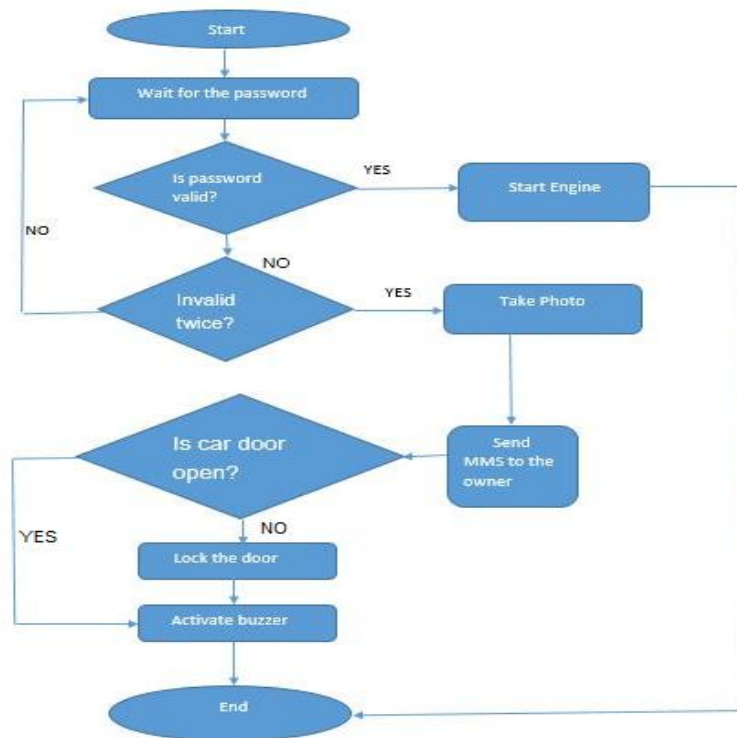 Start
Wait for the password
Is password
valid?
YES
Start Engine
NO
NO
Invalid
twice?
YES
Take Photo
Is car door
open?
Send
MMS to the
owner
YES
NO
Lock the door
Activate buzzer
End